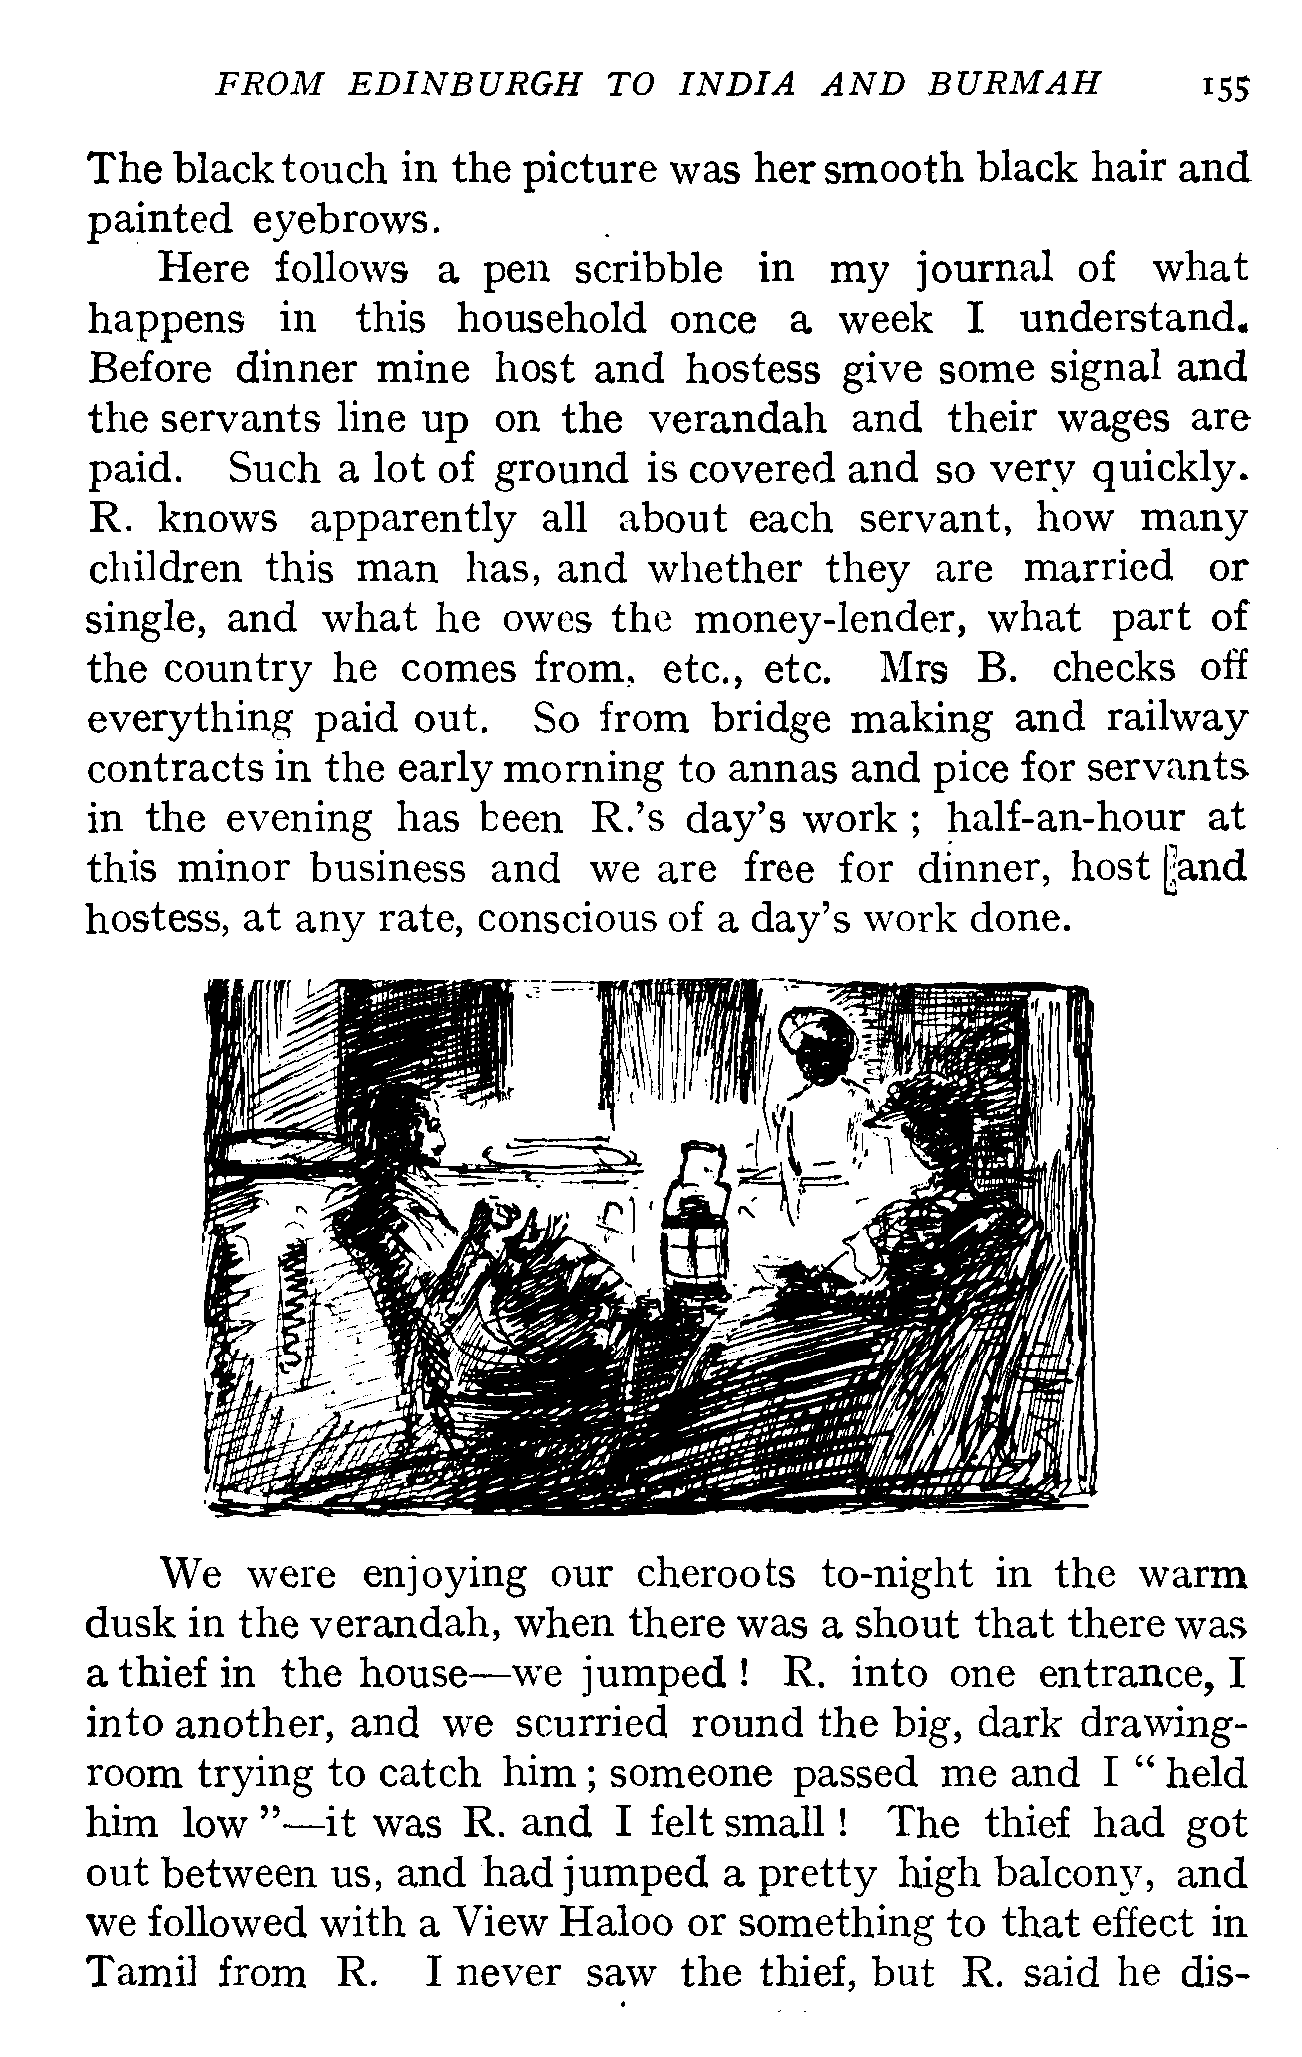 FROM EDINBURGH TO INDIA AND BURMAH 155
The black touch in the picture was her smooth black hair and
painted eyebrows.
Here follows a pen scribble in my journal of what
happens in this household once a week I understand.
Before dinner mine host and hostess give some signal and
the servants line up on the verandah and their wages are
paid. Such a lot of ground is covered and so very quickly.
R. knows apparently all about each servant, how many
children this man has, and whether they are married or
single, and what he owes the money-lender, what part of
the country he comes from, etc., etc. Mrs B. checks off
everything paid out. So from bridge making and railway
contracts in the early morning to annas and pice for servants
in the evening has been R.'s day's work ; half-an-hour at
this minor business and we are free for dinner, host and
hostess, at any rate, conscious of a day's work done.
We were enjoying our cheroots to-night in the warm
dusk in the verandah, when there was a shout that there was
a thief in the house—we jumped ! R. into one entrance, I
into another, and we scurried round the big, dark drawing-
room trying to catch him ; someone passed me and I “ held
him low ”—it was R. and I felt small ! The thief had got
out between us, and had jumped a pretty high balcony, and
we followed with a View Haloo or something to that effect in
Tamil from R. I never saw the thief, but R. said he dis-